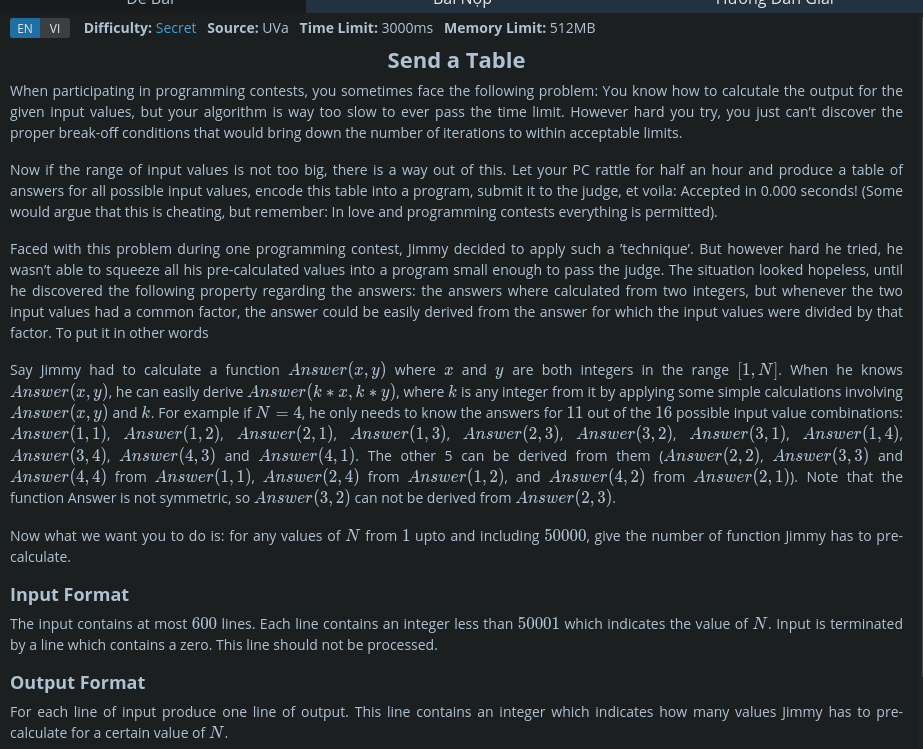 Đề Bài Bài Nộp Hướng Dẫn Giải
EN VI Difficulty: Secret Source: UVa Time Limit: 3000ms Memory Limit: 512MB
Send a Table
When participating in programming contests, you sometimes face the following problem: You know how to calcutale the output for the
given input values, but your algorithm is way too slow to ever pass the time limit. However hard you try, you just can’t discover the
proper break-off conditions that would bring down the number of iterations to within acceptable limits.
Now if the range of input values is not too big, there is a way out of this. Let your PC rattle for half an hour and produce a table of
answers for all possible input values, encode this table into a program, submit it to the judge, et voila: Accepted in 0.000 seconds! (Some
would argue that this is cheating, but remember: In love and programming contests everything is permitted).
Faced with this problem during one programming contest, Jimmy decided to apply such a ’technique’. But however hard he tried, he
wasn’t able to squeeze all his pre-calculated values into a program small enough to pass the judge. The situation looked hopeless, until
he discovered the following property regarding the answers: the answers where calculated from two integers, but whenever the two
input values had a common factor, the answer could be easily derived from the answer for which the input values were divided by that
factor. To put it in other words
Say Jimmy had to calculate a function Answer(x, y) where x and y are both integers in the range [1, N]. When he knows
Answer(x, y), he can easily derive Answer(k ∗ x, k ∗ y), where k is any integer from it by applying some simple calculations involving
Answer(x, y) and k. For example if N = 4, he only needs to know the answers for 11 out of the 16 possible input value combinations:
Answer(1, 1), Answer(1, 2), Answer(2, 1), Answer(1, 3), Answer(2, 3), Answer(3, 2), Answer(3, 1), Answer(1, 4),
Answer(3, 4), Answer(4, 3) and Answer(4, 1). The other 5 can be derived from them (Answer(2, 2), Answer(3, 3) and
Answer(4, 4) from Answer(1, 1), Answer(2, 4) from Answer(1, 2), and Answer(4, 2) from Answer(2, 1)). Note that the
function Answer is not symmetric, so Answer(3, 2) can not be derived from Answer(2, 3).
Now what we want you to do is: for any values of N from 1 upto and including 50000, give the number of function Jimmy has to pre-
calculate.
Input Format
The input contains at most 600 lines. Each line contains an integer less than 50001 which indicates the value of N. Input is terminated
by a line which contains a zero. This line should not be processed.
Output Format
For each line of input produce one line of output. This line contains an integer which indicates how many values Jimmy has to pre-
calculate for a certain value of N.